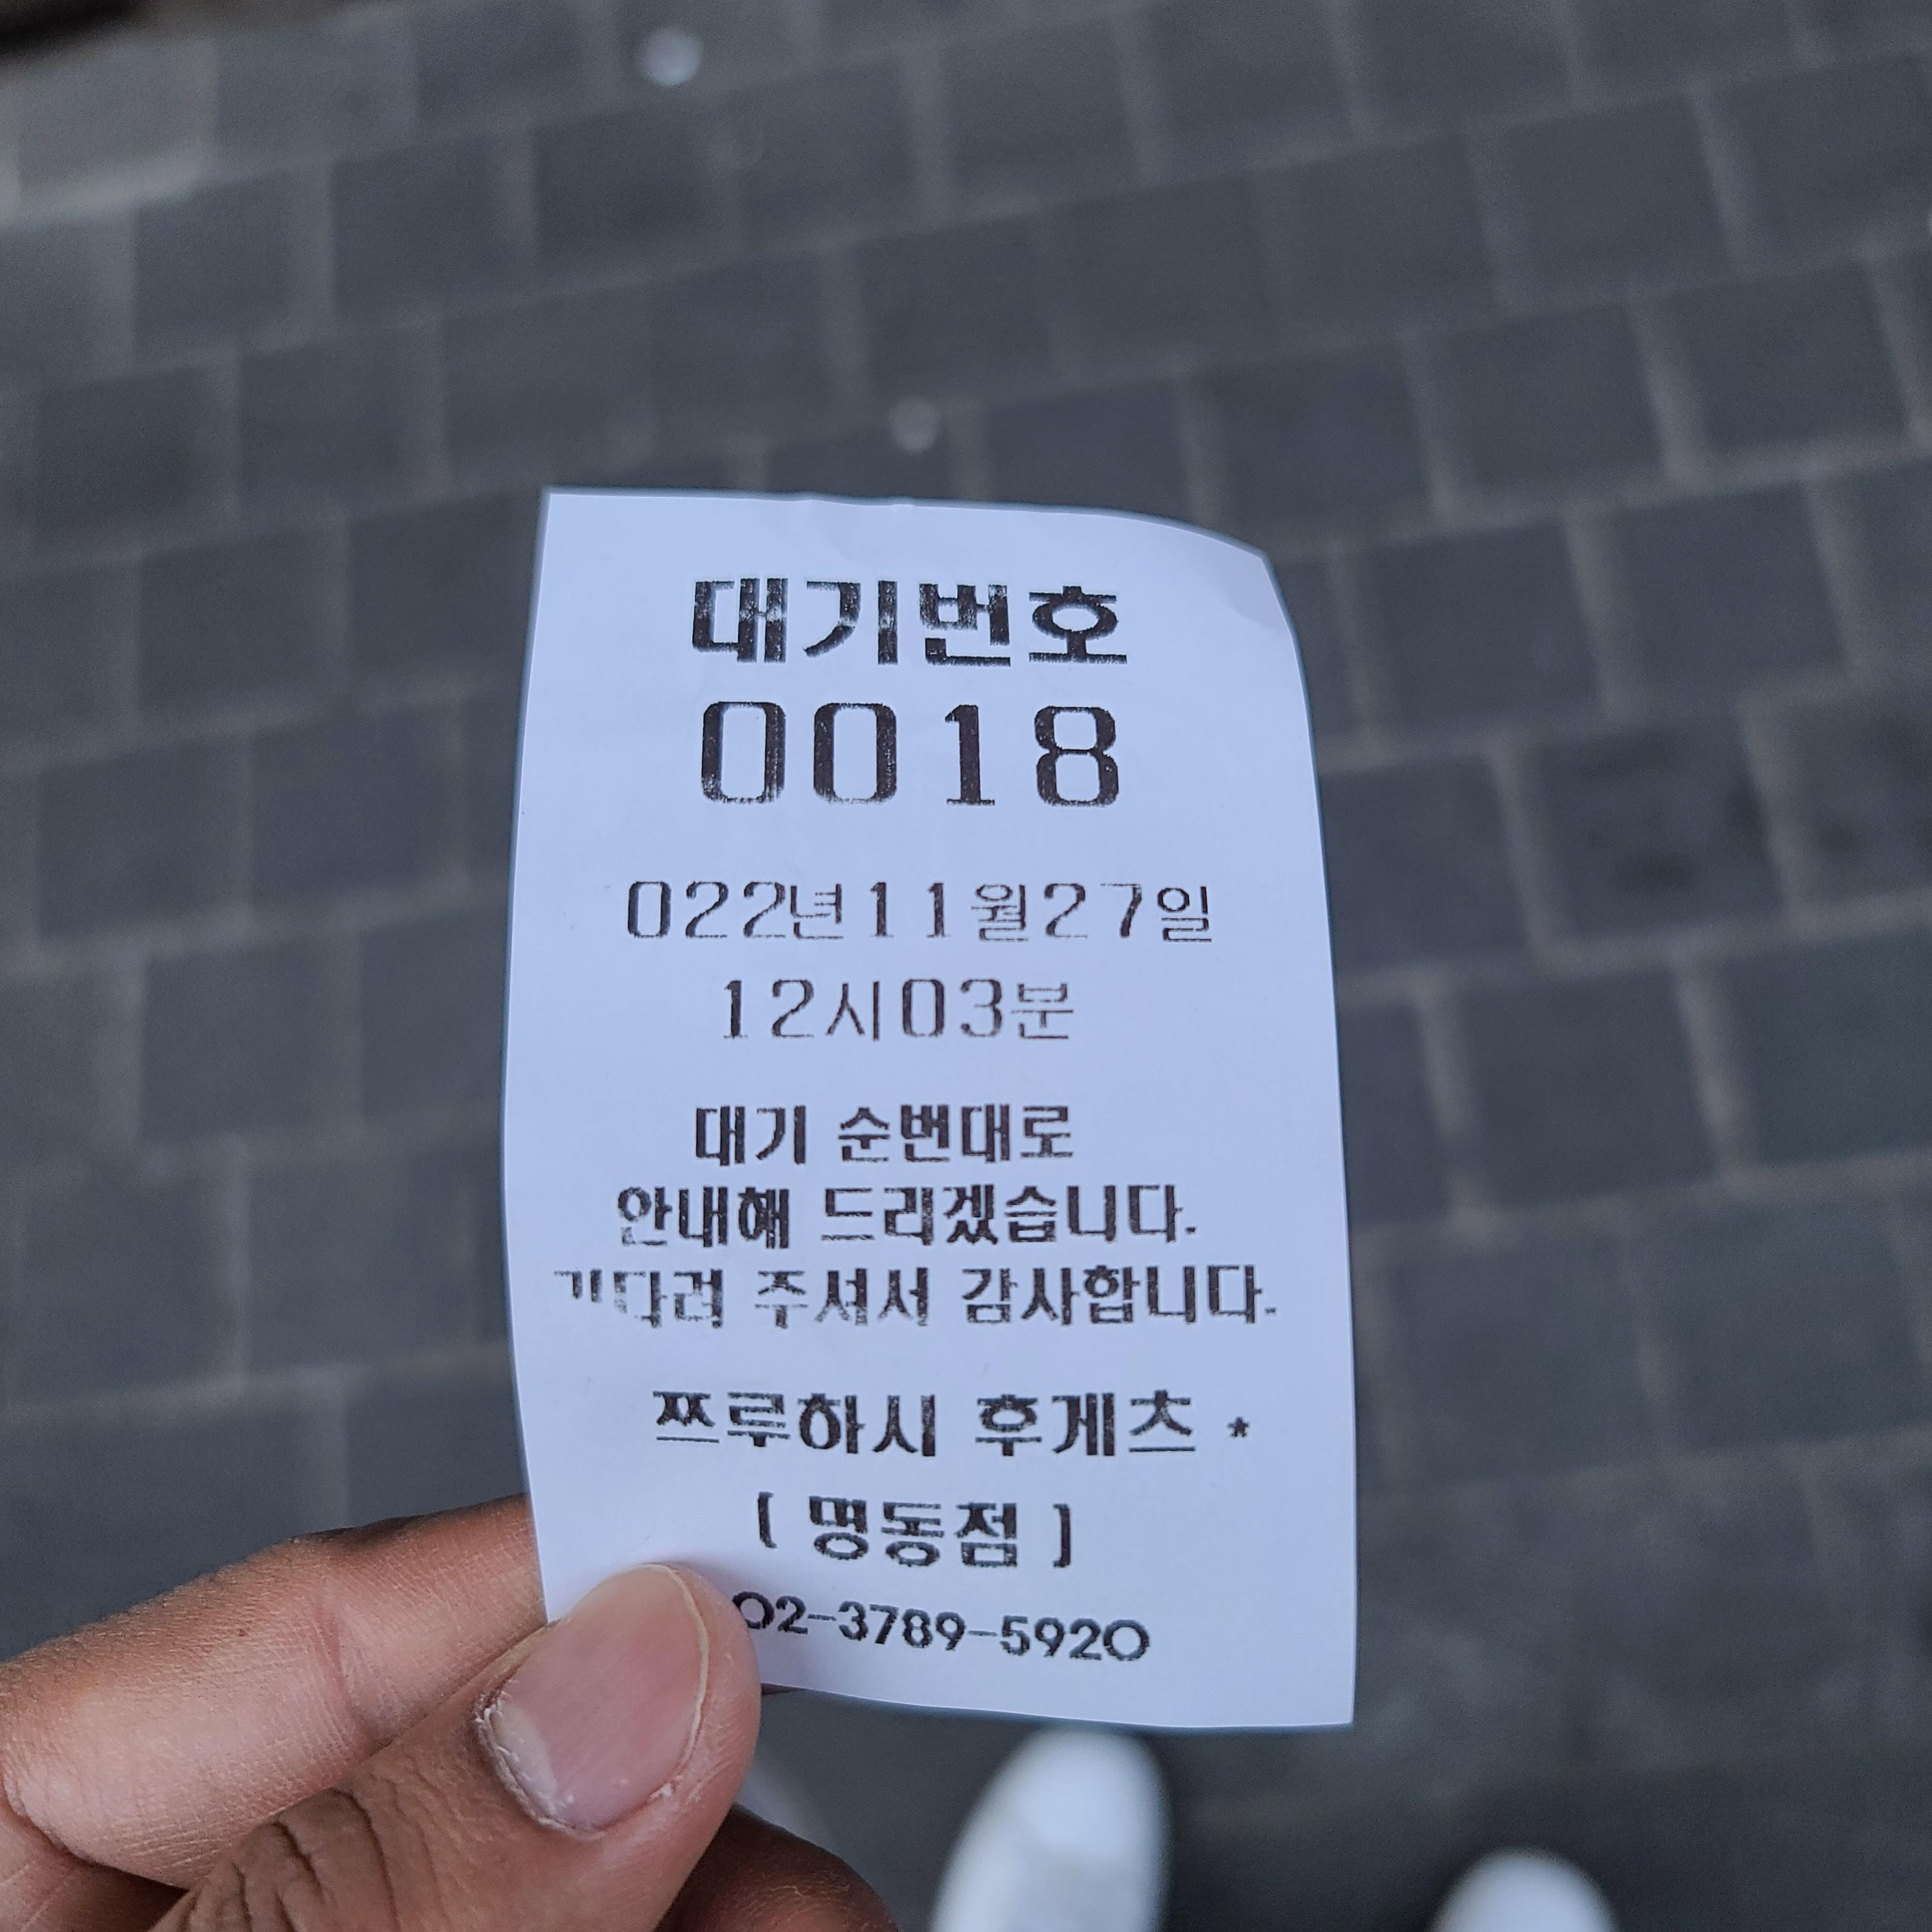 대기번호
0018
022년11월27일
12시03분
대기 순번대로
안내해 드리겠습니다.
기다려 주셔서 감사합니다.
쯔루하시 후게츠 *
( 명동점 )
02-3789-5920